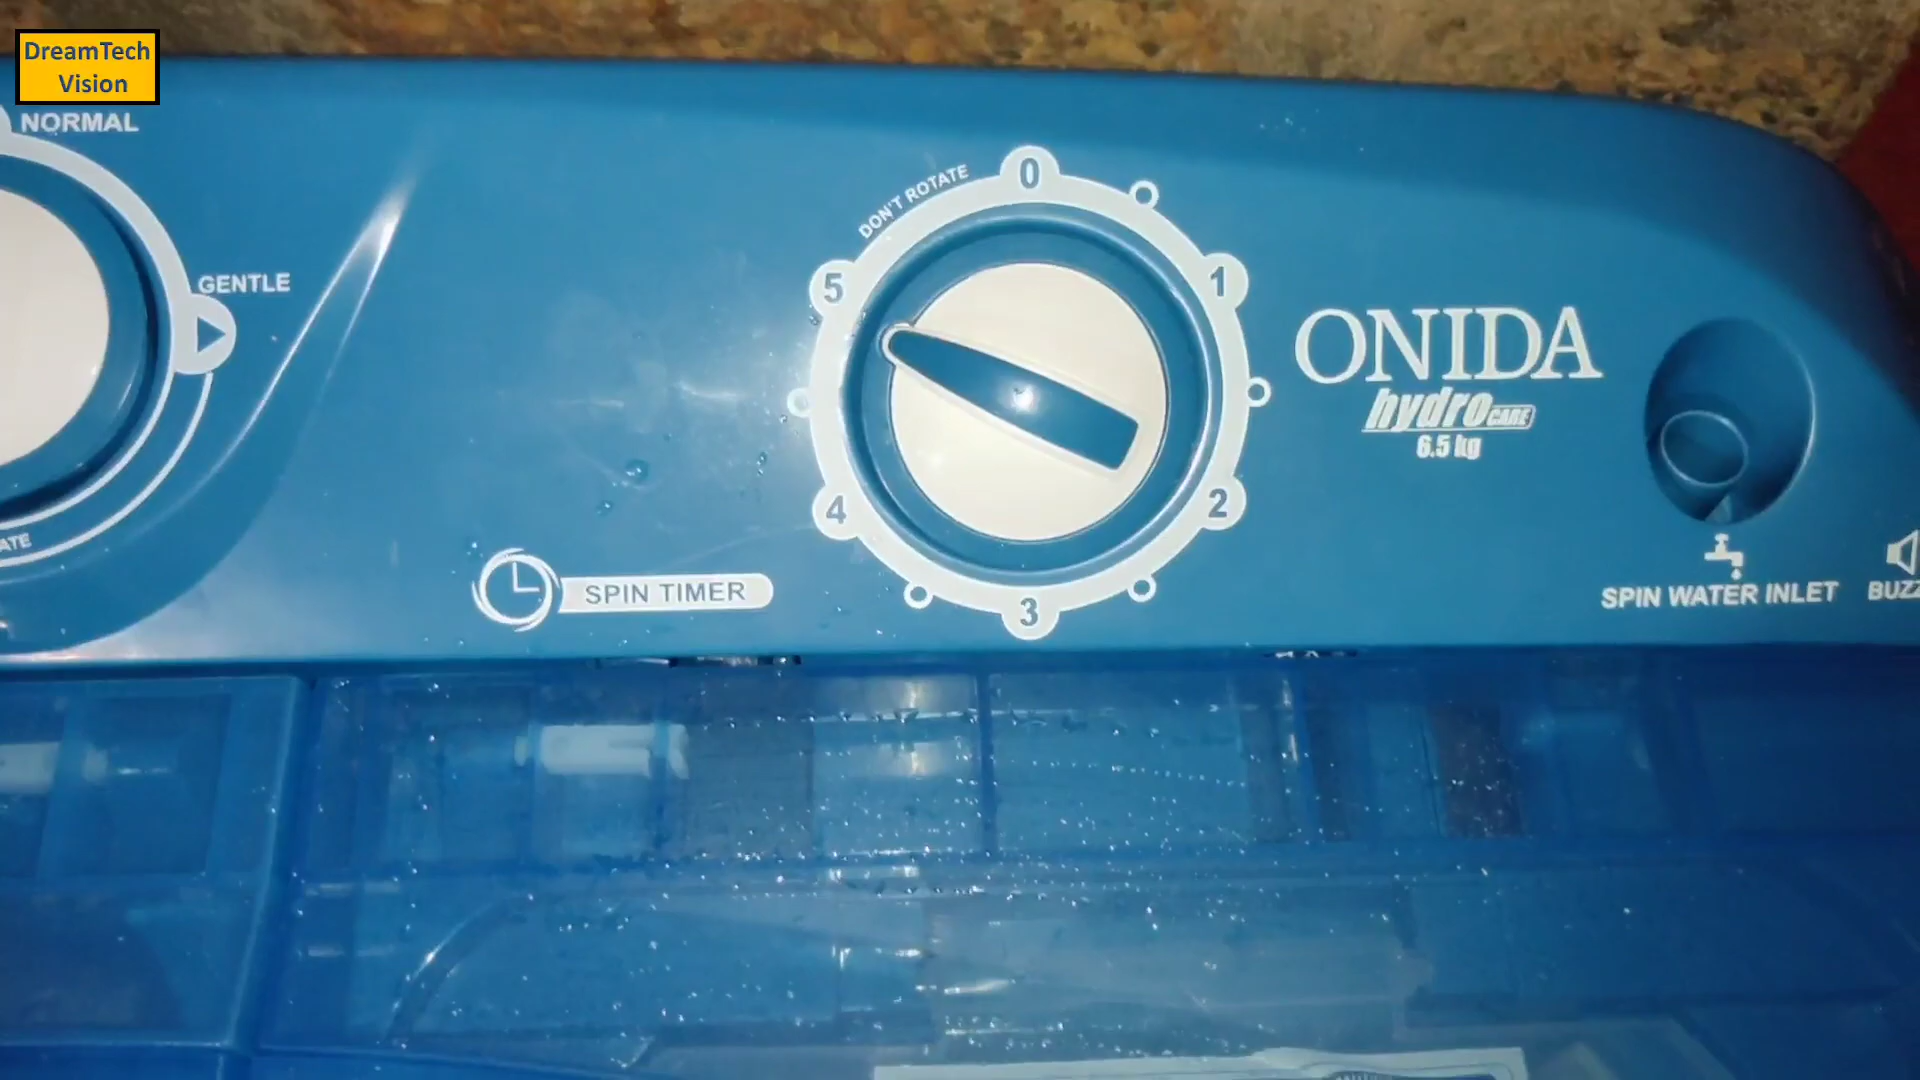 DreamTech
Vision
NORMAL
GENTLE
ATE
DON'T ROTATE
0
1
2
3
4
5
SPIN TIMER
ONIDA
hydro CARE
6.5 kg
SPIN WATER INLET
BUZZ